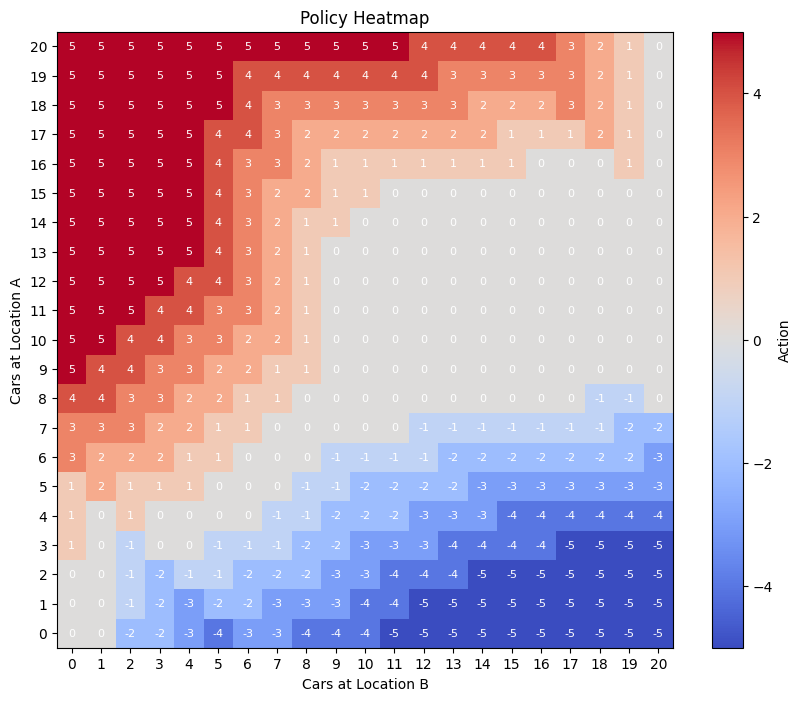 Policy Heatmap
20 5 5 5 5 5 5 5 5 5 5 5 5 4 4 4 4 4 3 2 1 0
19 5 5 5 5 5 5 4 4 4 4 4 4 4 3 3 3 3 3 2 1 0
18 5 5 5 5 5 5 4 3 3 3 3 3 3 3 2 2 2 3 2 1 0
17 5 5 5 5 5 4 4 3 2 2 2 2 2 2 2 1 1 1 2 1 0
16 5 5 5 5 5 4 3 3 2 1 1 1 1 1 1 1 0 0 0 1 0
15 5 5 5 5 5 4 3 2 2 1 1 0 0 0 0 0 0 0 0 0 0
14 5 5 5 5 5 4 3 2 1 1 0 0 0 0 0 0 0 0 0 0 0
13 5 5 5 5 5 4 3 2 1 0 0 0 0 0 0 0 0 0 0 0 0
12 5 5 5 5 4 4 3 2 1 0 0 0 0 0 0 0 0 0 0 0 0
11 5 5 5 4 4 3 3 2 1 0 0 0 0 0 0 0 0 0 0 0 0
10 5 5 4 4 3 3 2 2 1 0 0 0 0 0 0 0 0 0 0 0 0
9 5 4 4 3 3 2 2 1 1 0 0 0 0 0 0 0 0 0 0 0 0
8 4 4 3 3 2 2 1 1 0 0 0 0 0 0 0 0 0 0 -1 -1 0
7 3 3 3 2 2 1 1 0 0 0 0 0 -1 -1 -1 -1 -1 -1 -1 -2 -2
6 3 2 2 2 1 1 0 0 0 -1 -1 -1 -1 -2 -2 -2 -2 -2 -2 -2 -3
5 1 2 1 1 1 0 0 0 -1 -1 -2 -2 -2 -2 -3 -3 -3 -3 -3 -3 -3
4 1 0 1 0 0 0 0 -1 -1 -2 -2 -2 -3 -3 -3 -4 -4 -4 -4 -4 -4
3 1 0 -1 0 0 -1 -1 -1 -2 -2 -3 -3 -3 -4 -4 -4 -4 -5 -5 -5 -5
2 0 0 -1 -2 -1 -1 -2 -2 -2 -3 -3 -4 -4 -4 -5 -5 -5 -5 -5 -5 -5
1 0 0 -1 -2 -3 -2 -2 -3 -3 -3 -4 -4 -5 -5 -5 -5 -5 -5 -5 -5 -5
0 0 0 -2 -2 -3 -4 -3 -3 -4 -4 -4 -5 -5 -5 -5 -5 -5 -5 -5 -5 -5
0 1 2 3 4 5 6 7 8 9 10 11 12 13 14 15 16 17 18 19 20
Cars at Location B
Cars at Location A
4
2
0
−2
−4
Action